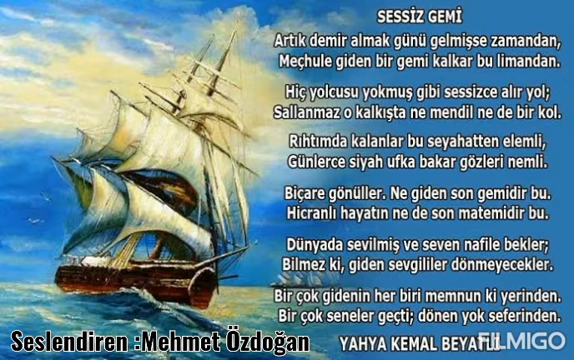 SESSİZ GEMİ
Artık demir almak günü gelmişse zamandan,
Meçhule giden bir gemi kalkar bu limandan.
Hiç yolcusu yokmuş gibi sessizce alır yol;
Sallanmaz o kalkışta ne mendil ne de bir kol.
Rıhtımda kalanlar bu seyahatten elemli,
Günlerce siyah ufka bakar gözleri nemli.
Biçare gönüller. Ne giden son gemidir bu.
Hicranlı hayatın ne de son matemidir bu.
Dünyada sevilmiş ve seven nafile bekler;
Bilmez ki, giden sevgililer dönmeyecekler.
Bir çok gidenin her biri memnun ki yerinden.
Bir çok seneler geçti; dönen yok seferinden.
YAHYA KEMAL BEYATLI
Seslendiren :Mehmet Özdoğan
FILMIGO